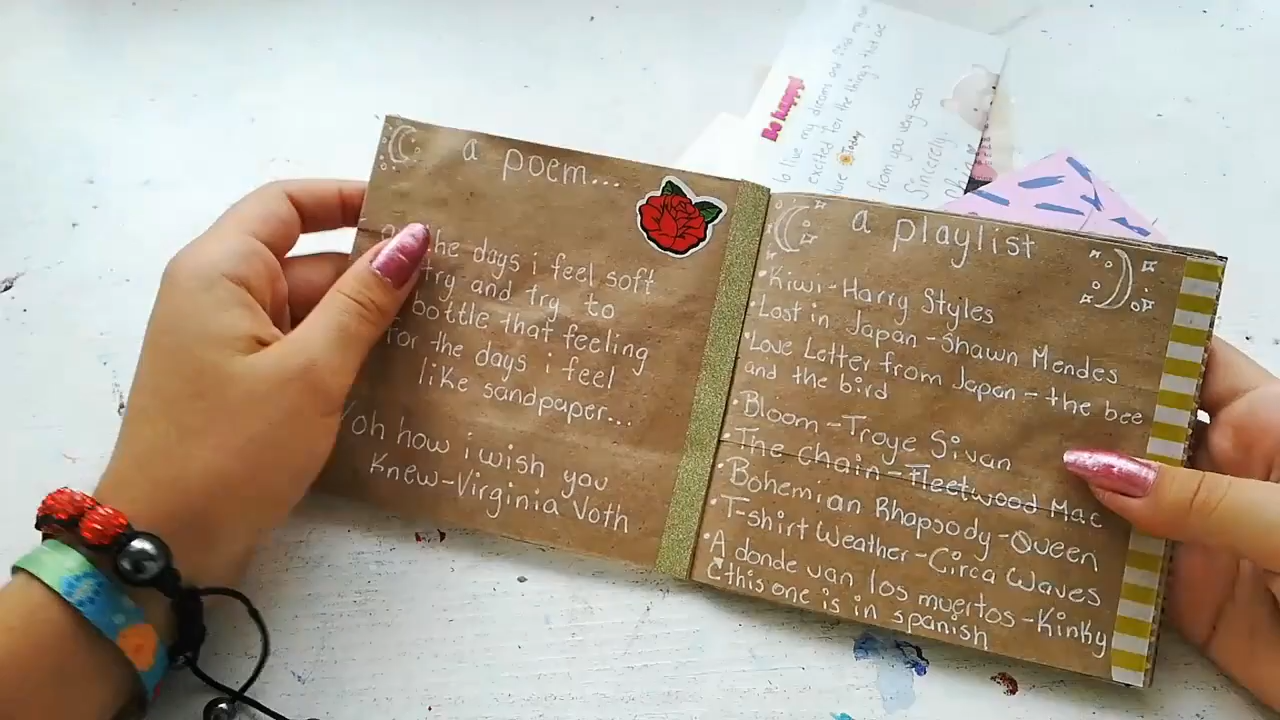 a poem...
the days i feel soft
try and try to
bottle that feeling
for the days i feel
like sandpaper...
oh how i wish you
knew-Virginia Voth
Be happy
to live my dreams and
excited for the things that we
Today
from you very soon
Sincerely,
a playlist
•Kiwi-Harry Styles
•Lost in Japan-Shawn Mendes
•Love Letter from Japan-the bee
and the bird
•Bloom-Troye Sivan
•The chain-Fleetwood Mac
•Bohemian Rhapsody-Queen
•T-shirt Weather-Circa Waves
•A donde van los muertos-Kinky
(this one is in spanish